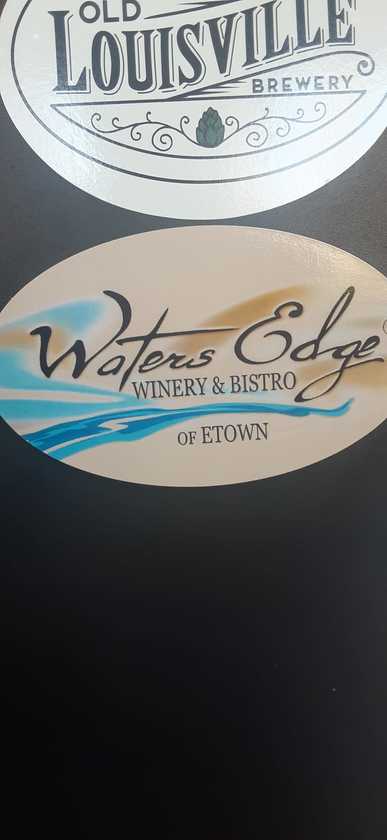 OLD
LOUISVILLE
BREWERY
Waters Edge
WINERY & BISTRO
OF ETOWN